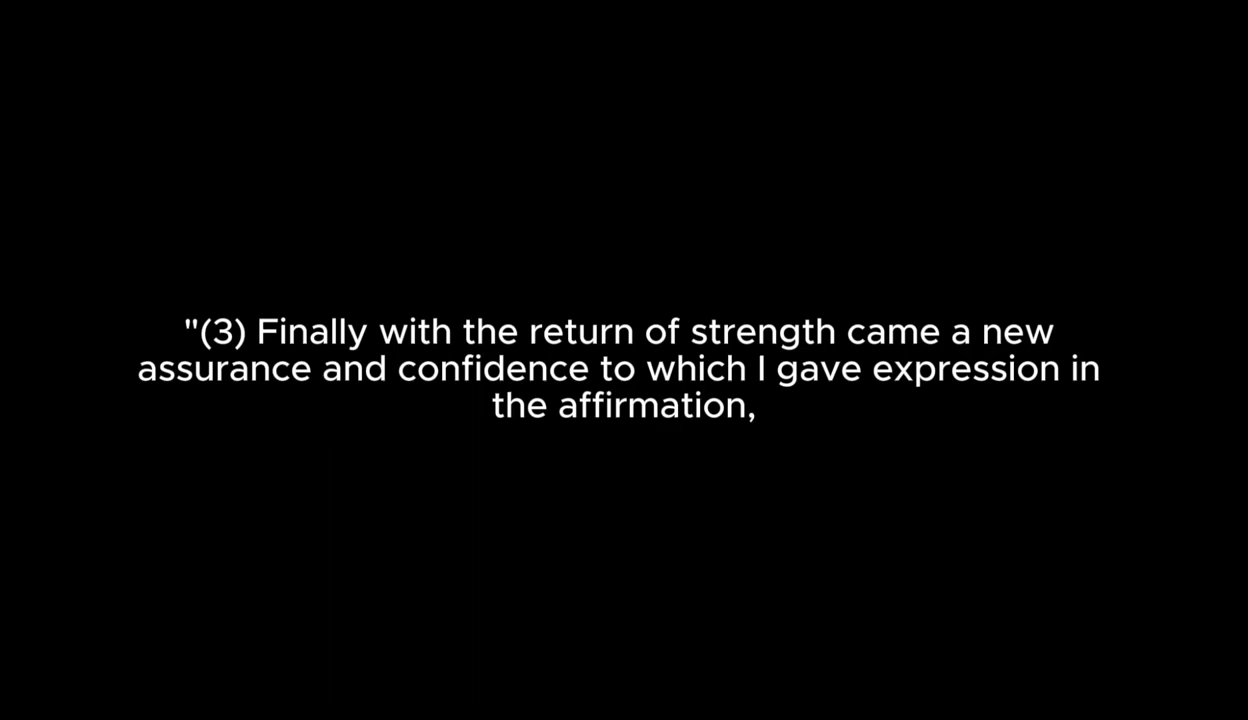 "(3) Finally with the return of strength came a new
assurance and confidence to which I gave expression in
the affirmation,